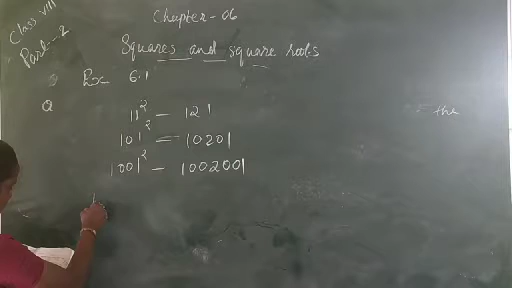 Class VIII
Part-2
Chapter-06
Squares and square roots
Ex- 6.1
Q
11² - 121
101² = 10201
1001² - 1002001
the